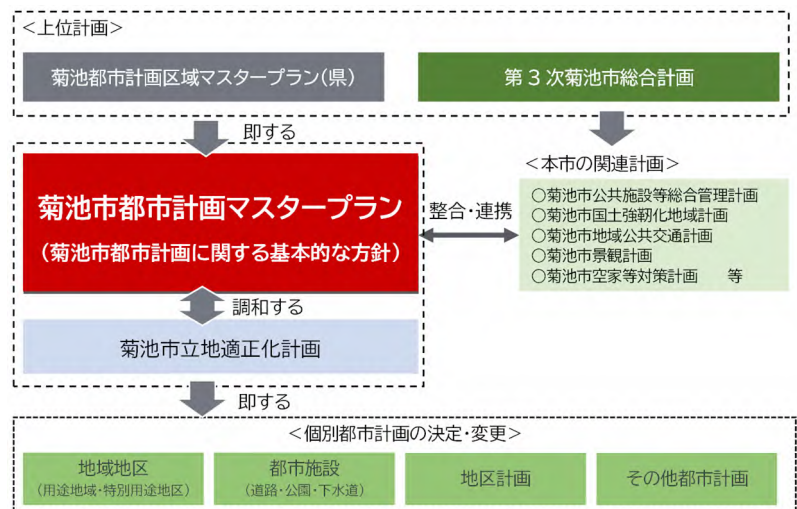 ＜上位計画＞
菊池都市計画区域マスタープラン(県)
第3次菊池市総合計画
即する
菊池市都市計画マスタープラン
(菊池市都市計画に関する基本的な方針)
整合・連携
＜本市の関連計画＞
○菊池市公共施設等総合管理計画
○菊池市国土強靭化地域計画
○菊池市地域公共交通計画
○菊池市景観計画
○菊池市空家等対策計画　等
調和する
菊池市立地適正化計画
即する
＜個別都市計画の決定・変更＞
地域地区
(用途地域・特別用途地区)
都市施設
(道路・公園・下水道)
地区計画
その他都市計画